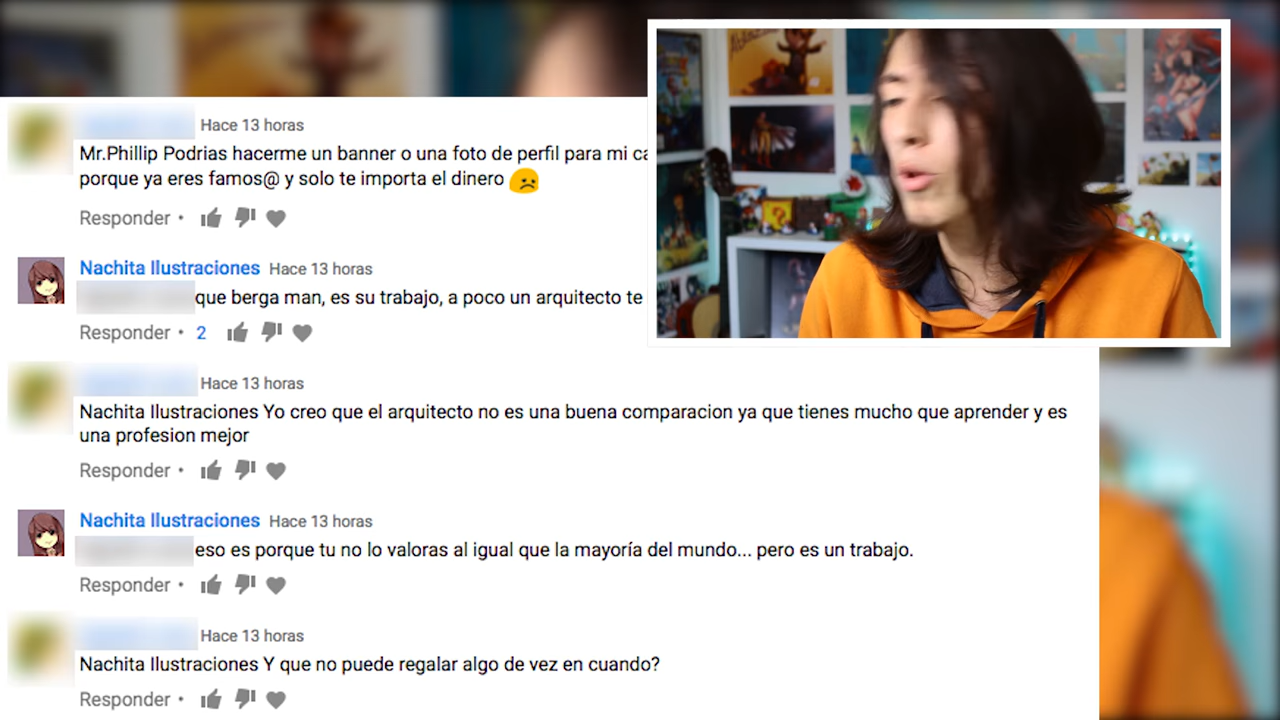 Hace 13 horas
Mr.Phillip Podrias hacerme un banner o una foto de perfil para mi
porque ya eres famos@ y solo te importa el dinero
Responder
Nachita Ilustraciones Hace 13 horas
que berga man, es su trabajo, a poco un arquitecto te
Responder 2
Hace 13 horas
Nachita Ilustraciones Yo creo que el arquitecto no es una buena comparacion ya que tienes mucho que aprender y es
una profesion mejor
Responder
Nachita Ilustraciones Hace 13 horas
eso es porque tu no lo valoras al igual que la mayoría del mundo... pero es un trabajo.
Responder
Hace 13 horas
Nachita Ilustraciones Y que no puede regalar algo de vez en cuando?
Responder